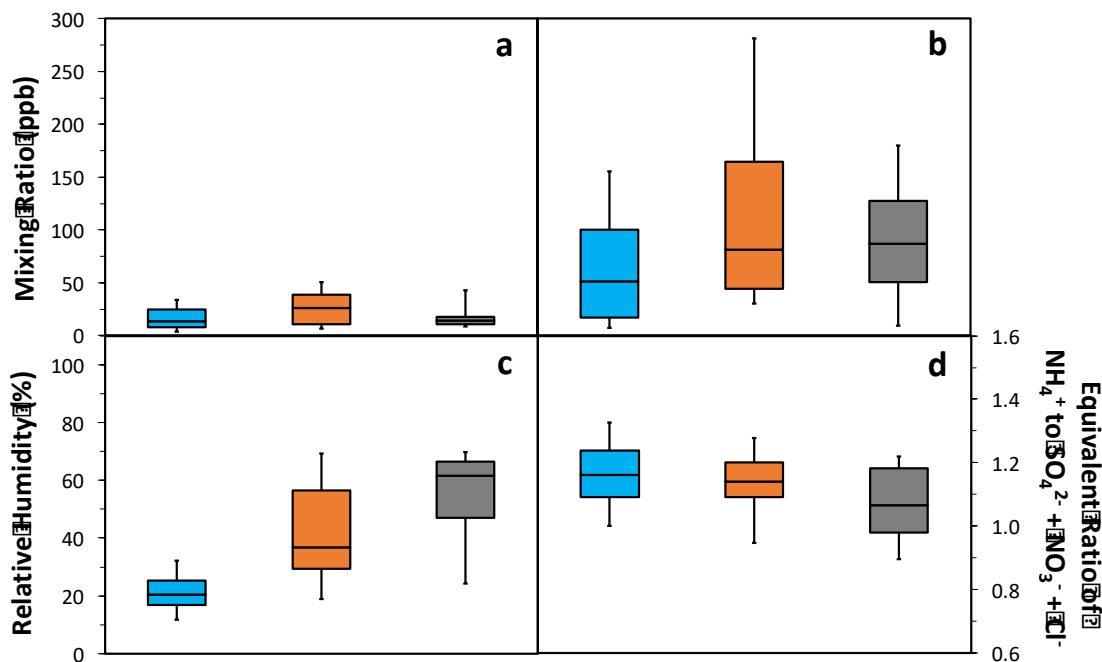 Mixing Ratio (ppb)
300
250
200
150
100
50
0
a
b
Relative Humidity (%)
100
80
60
40
20
0
c
d
1.6
1.4
1.2
1.0
0.8
0.6
Equivalent Ratio of
NH₄⁺ to SO₄²⁻ + NO₃⁻ + Cl⁻